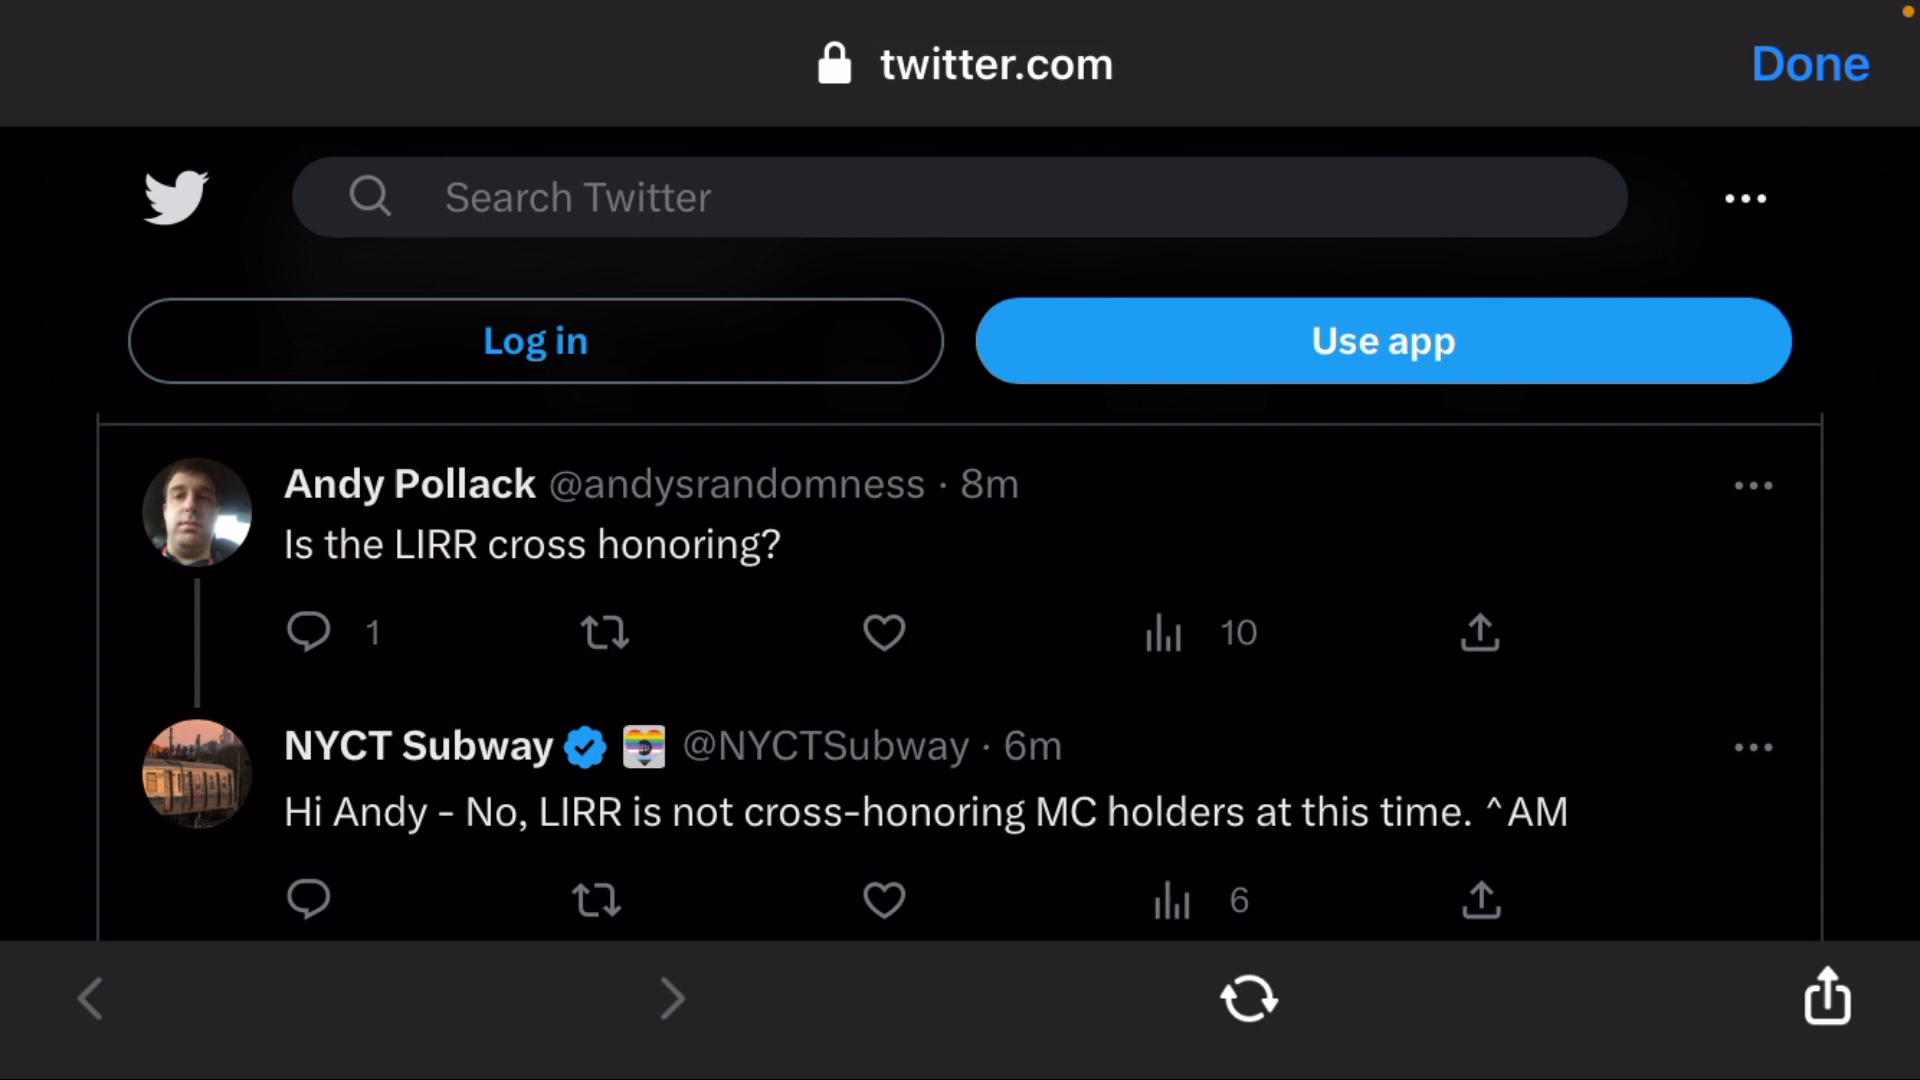 twitter.com
Done
Search Twitter
Log in
Use app
Andy Pollack @andysrandomness · 8m
Is the LIRR cross honoring?
1 10
NYCT Subway @NYCTSubway · 6m
Hi Andy - No, LIRR is not cross-honoring MC holders at this time. ^AM
6